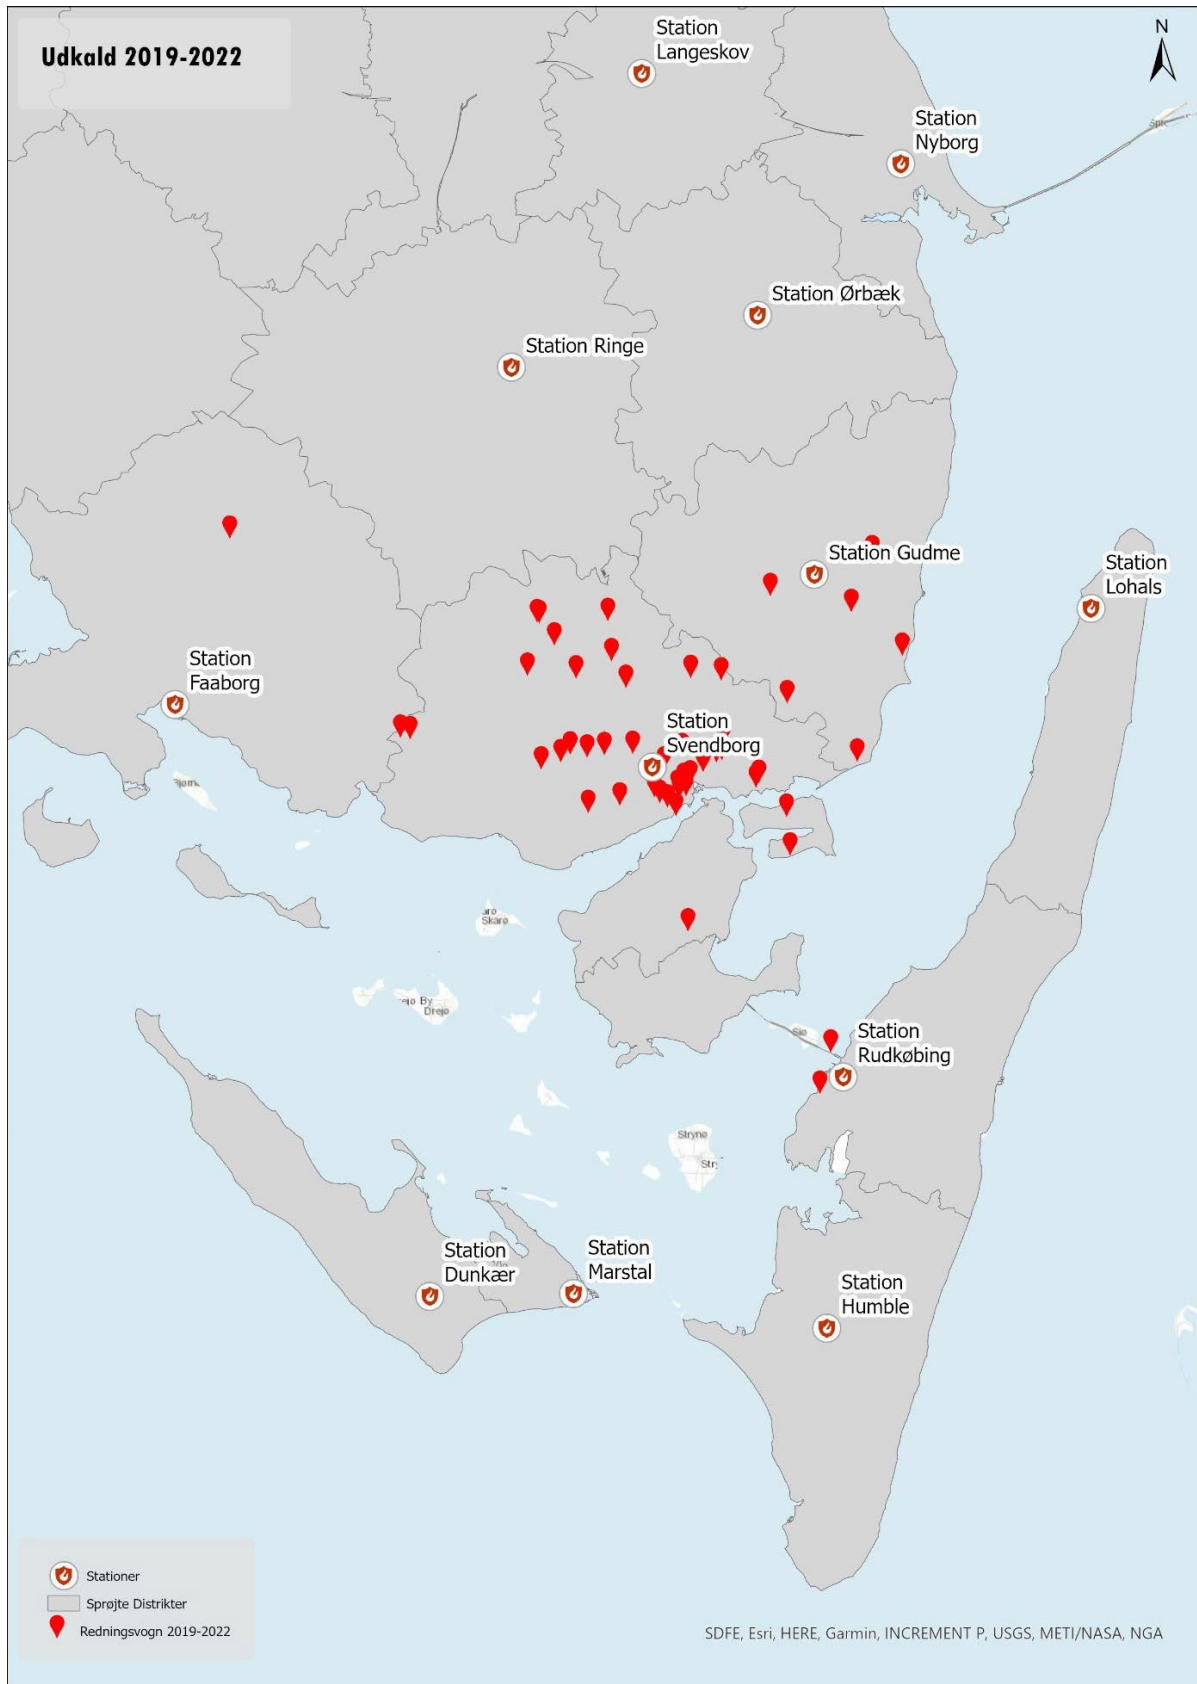 Udkald 2019-2022
Station
Langeskov
N
Station
Nyborg
Station Ørbæk
Station Ringe
Station Gudme
Station
Lohals
Station
Faaborg
Station
Svendborg
Skarø
By
Drejø
Station
Rudkøbing
Strynø
Station
Dunkær
Station
Marstal
Station
Humble
Stationer
Sprøjte Distrikter
Redningsvogn 2019-2022
SDFE, Esri, HERE, Garmin, INCREMENT P, USGS, METI/NASA, NGA